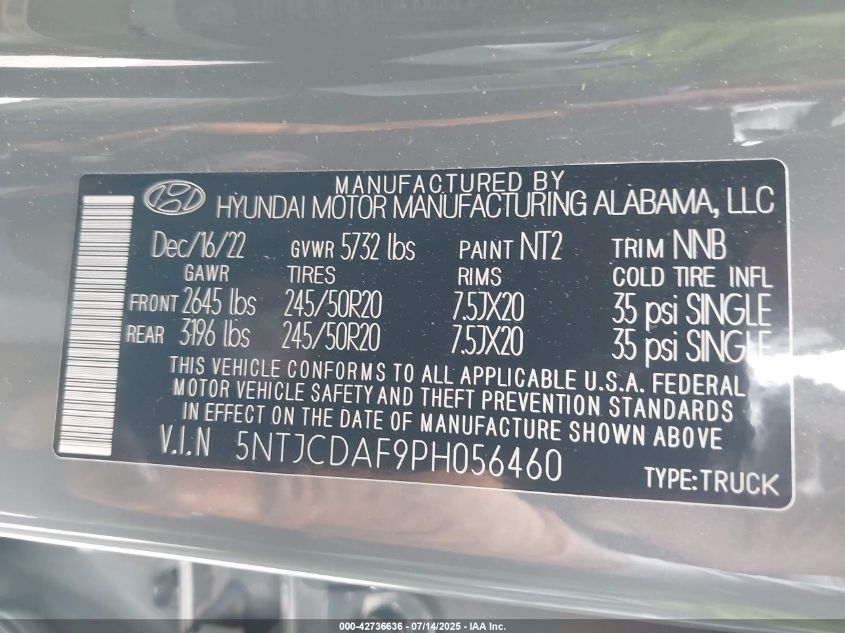 MANUFACTURED BY
HYUNDAI MOTOR MANUFACTURING ALABAMA, LLC
Dec/16/22 GVWR 5732 lbs PAINT NT2 TRIM NNB
GAWR TIRES RIMS COLD TIRE INFL
FRONT 2645 lbs 245/50R20 7.5JX20 35 psi SINGLE
REAR 3196 lbs 245/50R20 7.5JX20 35 psi SINGLE
THIS VEHICLE CONFORMS TO ALL APPLICABLE U.S.A. FEDERAL
MOTOR VEHICLE SAFETY AND THEFT PREVENTION STANDARDS
IN EFFECT ON THE DATE OF MANUFACTURE SHOWN ABOVE
V.I.N 5NTJCDAF9PH056460
TYPE:TRUCK
000-42736636 - 07/14/2025 - IAA Inc.